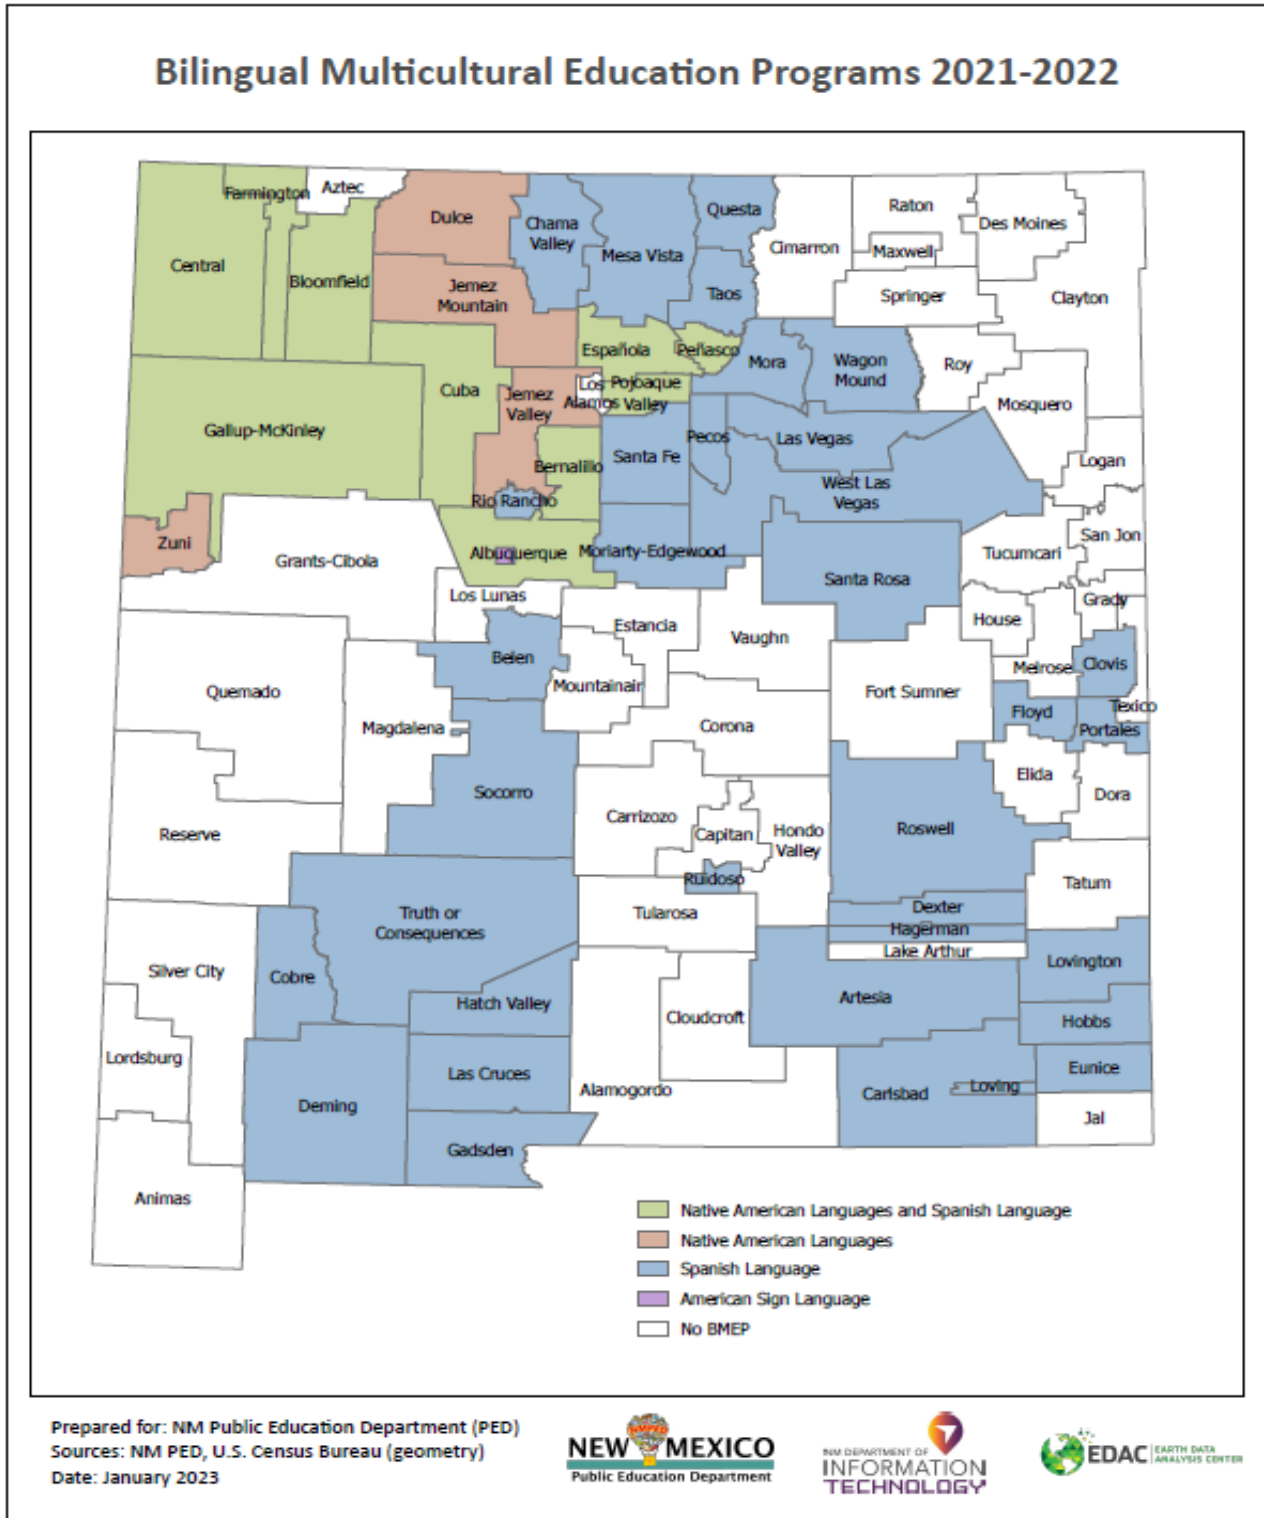 Bilingual Multicultural Education Programs 2021-2022
Farmington
Aztec
Dulce
Chama
Valley
Mesa Vista
Questa
Cimarron
Raton
Maxwell
Des Moines
Central
Bloomfield
Jemez
Mountain
Taos
Springer
Clayton
Española
Peñasco
Mora
Wagon
Mound
Roy
Cuba
Jemez
Valley
Los
Alamos
Pojoaque
Valley
Mosquero
Gallup-McKinley
Bernalillo
Santa Fe
Pecos
Las Vegas
Logan
Rio Rancho
West Las
Vegas
Zuni
Grants-Cibola
Albuquerque
Moriarty-Edgewood
Santa Rosa
Tucumcari
San Jon
Los Lunas
Estancia
Vaughn
House
Grady
Belen
Mountainair
Melrose
Clovis
Quemado
Fort Sumner
Magdalena
Corona
Floyd
Texico
Portales
Socorro
Elida
Dora
Reserve
Carrizozo
Capitan
Hondo
Valley
Roswell
Ruidoso
Tatum
Truth or
Consequences
Tularosa
Dexter
Hagerman
Lake Arthur
Silver City
Cobre
Hatch Valley
Cloudcroft
Artesia
Lovington
Hobbs
Lordsburg
Las Cruces
Alamogordo
Carlsbad
Loving
Eunice
Deming
Jal
Gadsden
Animas
Native American Languages and Spanish Language
Native American Languages
Spanish Language
American Sign Language
No BMEP
Prepared for: NM Public Education Department (PED)
Sources: NM PED, U.S. Census Bureau (geometry)
Date: January 2023
NMPED
NEW MEXICO
Public Education Department
NM DEPARTMENT OF
INFORMATION
TECHNOLOGY
EDAC
EARTH DATA
ANALYSIS CENTER